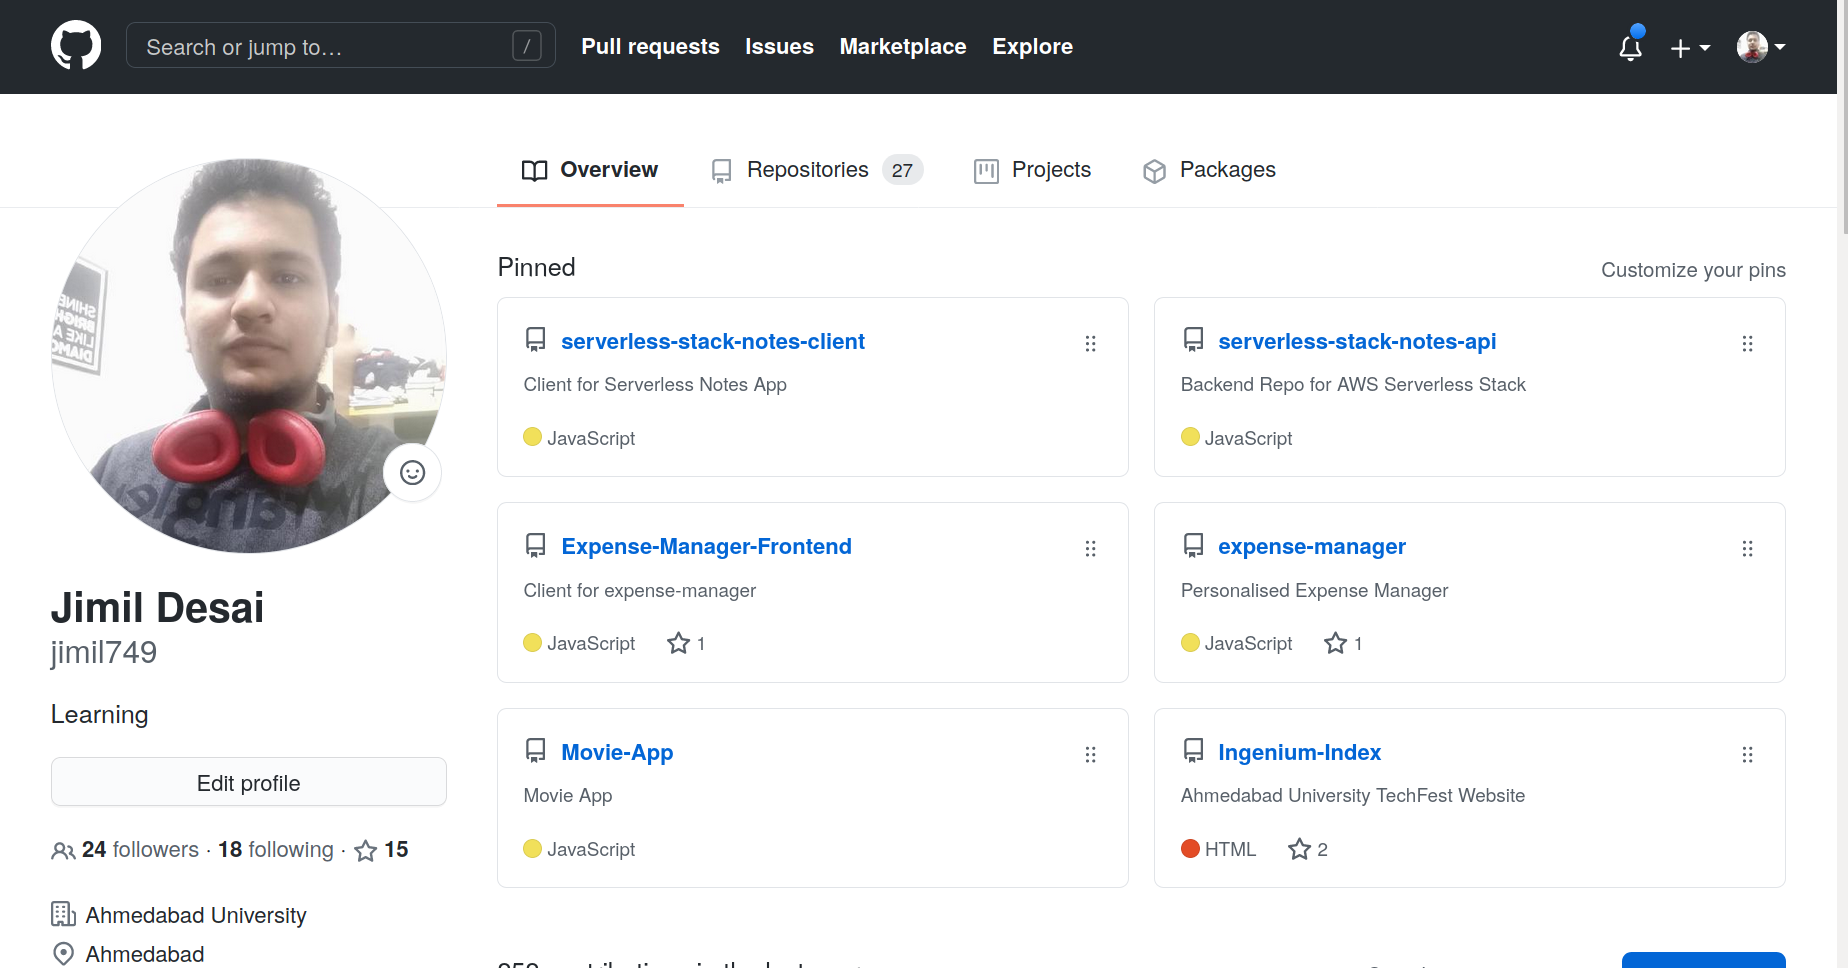 Search or jump to… /
Pull requests
Issues
Marketplace
Explore
Overview
Repositories 27
Projects
Packages
SHINE
BRIGHT
LIKE A
Jimil Desai
jimil749
Learning
Edit profile
24 followers · 18 following · 15
Ahmedabad University
Ahmedabad
Pinned
Customize your pins
serverless-stack-notes-client
Client for Serverless Notes App
JavaScript
serverless-stack-notes-api
Backend Repo for AWS Serverless Stack
JavaScript
Expense-Manager-Frontend
Client for expense-manager
JavaScript 1
expense-manager
Personalised Expense Manager
JavaScript 1
Movie-App
Movie App
JavaScript
Ingenium-Index
Ahmedabad University TechFest Website
HTML 2